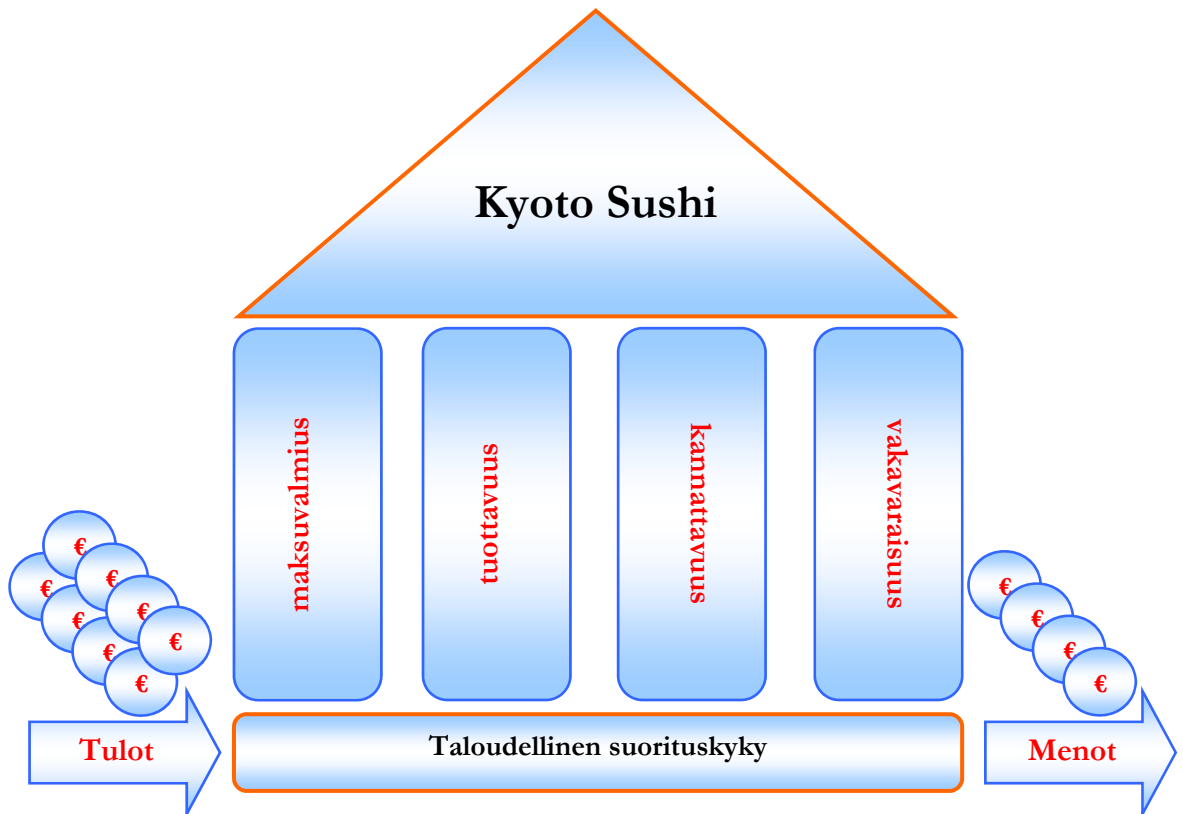 Kyoto Sushi
maksuvalmius
tuottavuus
kannattavuus
vakavaraisuus
€
€
€
€
€
€
€
€
€
€
€
€
Tulot
Taloudellinen suorituskyky
Menot